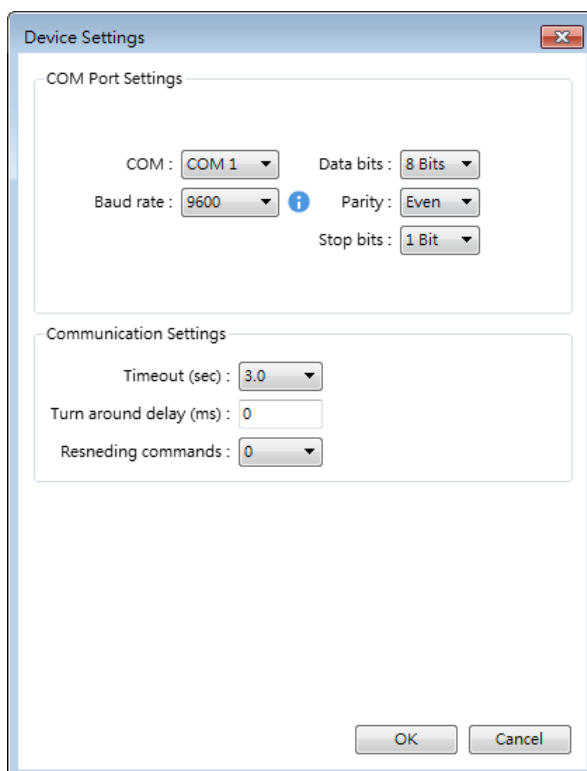 Device Settings
COM Port Settings
COM : COM 1 Data bits : 8 Bits
Baud rate : 9600 i Parity : Even
Stop bits : 1 Bit
Communication Settings
Timeout (sec) : 3.0
Turn around delay (ms) : 0
Resneding commands : 0
OK Cancel